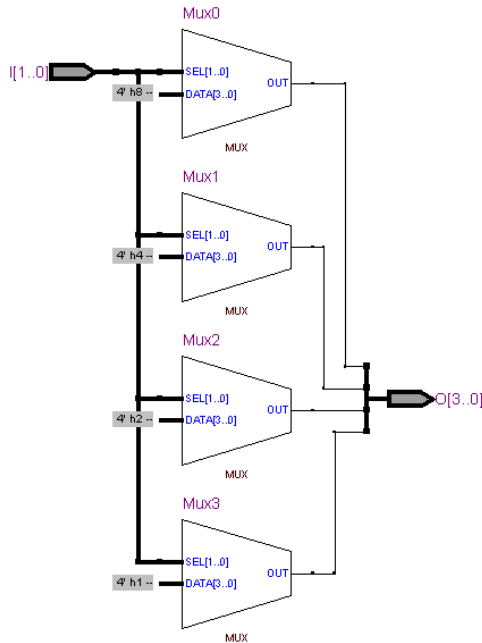 Mux0
I[1..0]
SEL[1..0]
OUT
4' h8 --
DATA[3..0]
MUX
Mux1
SEL[1..0]
OUT
4' h4 --
DATA[3..0]
MUX
Mux2
SEL[1..0]
O[3..0]
OUT
4' h2 --
DATA[3..0]
MUX
Mux3
SEL[1..0]
OUT
4' h1 --
DATA[3..0]
MUX